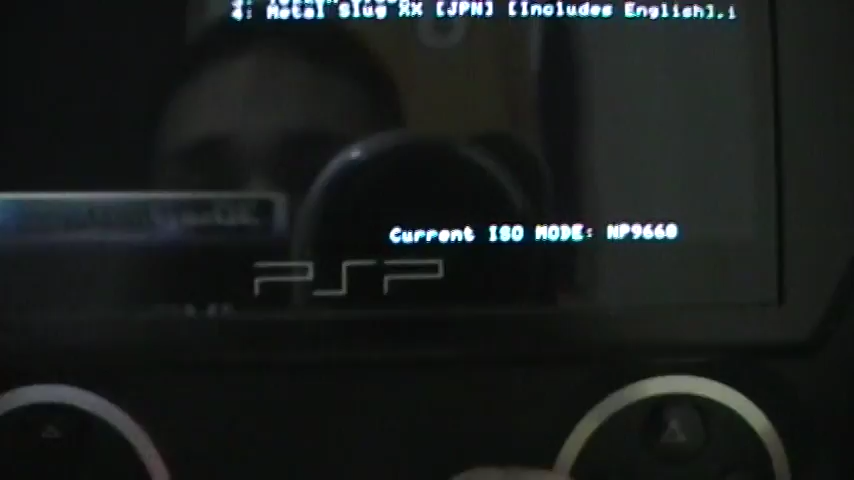 4: Metal Slug XX [JPN] [Includes English].i
Current ISO MODE: NP9660
PSP